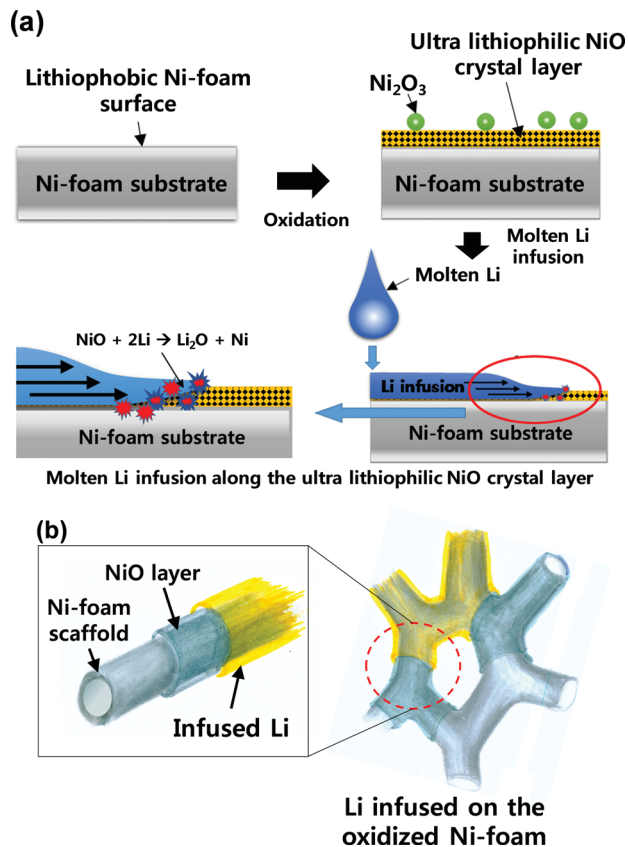 (a)
Lithiophobic Ni-foam
surface
Ni-foam substrate
Oxidation
Ultra lithiophilic NiO
crystal layer
Ni₂O₃
Ni-foam substrate
Molten Li
infusion
Molten Li
NiO + 2Li → Li₂O + Ni
Ni-foam substrate
Li infusion
Ni-foam substrate
Molten Li infusion along the ultra lithiophilic NiO crystal layer
(b)
NiO layer
Ni-foam
scaffold
Infused Li
Li infused on the
oxidized Ni-foam